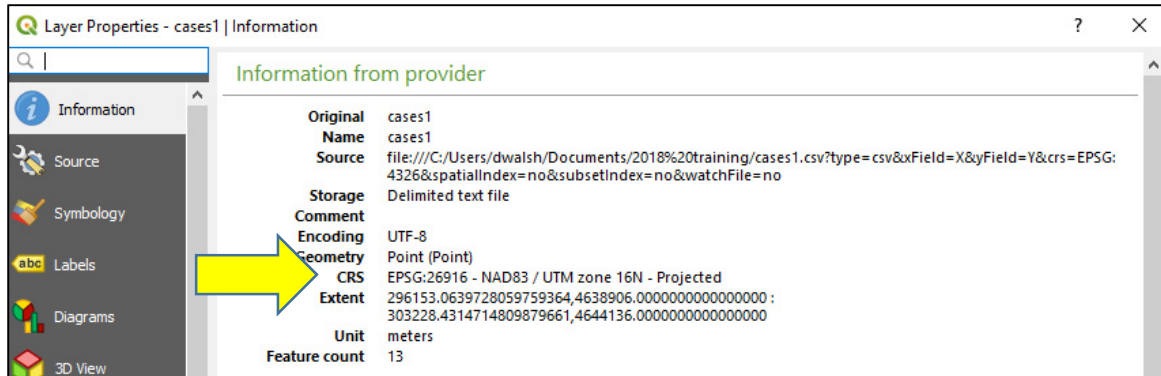 Layer Properties - cases1 | Information
Information
Source
Symbology
abc Labels
Diagrams
3D View
Information from provider
Original cases1
Name cases1
Source file:///C:/Users/dwalsh/Documents/2018%20training/cases1.csv?type=csv&xField=X&yField=Y&crs=EPSG:
4326&spatialIndex=no&subsetIndex=no&watchFile=no
Storage Delimited text file
Comment
Encoding UTF-8
Geometry Point (Point)
CRS EPSG:26916 - NAD83 / UTM zone 16N - Projected
Extent 296153.0639728059759364,4638906.0000000000000000 :
303228.4314714809879661,4644136.0000000000000000
Unit meters
Feature count 13